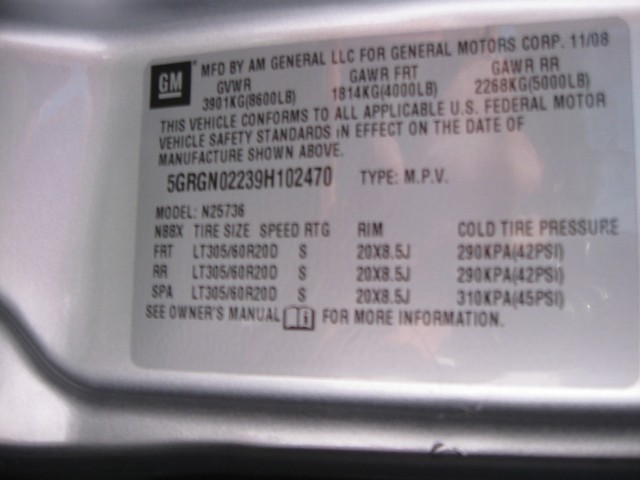 GM MFD BY AM GENERAL LLC FOR GENERAL MOTORS CORP. 11/08
GVWR GAWR FRT GAWR RR
3901KG(8600LB) 1814KG(4000LB) 2268KG(5000LB)
THIS VEHICLE CONFORMS TO ALL APPLICABLE U.S. FEDERAL MOTOR
VEHICLE SAFETY STANDARDS IN EFFECT ON THE DATE OF
MANUFACTURE SHOWN ABOVE.
5GRGN02239H102470 TYPE: M.P.V.
MODEL: N25736
N88X TIRE SIZE SPEED RTG RIM COLD TIRE PRESSURE
FRT LT305/60R20D S 20X8.5J 290KPA(42PSI)
RR LT305/60R20D S 20X8.5J 290KPA(42PSI)
SPA LT305/60R20D S 20X8.5J 310KPA(45PSI)
SEE OWNER'S MANUAL FOR MORE INFORMATION.